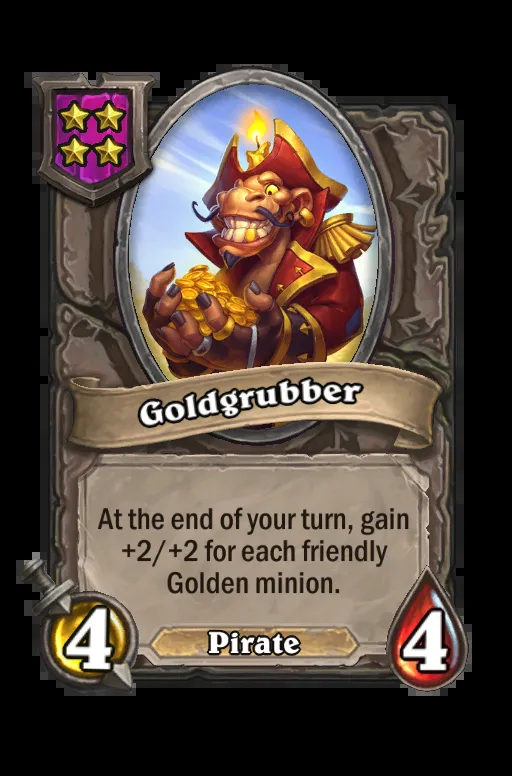 Goldgrubber
At the end of your turn, gain
+2/+2 for each friendly
Golden minion.
4
Pirate
4